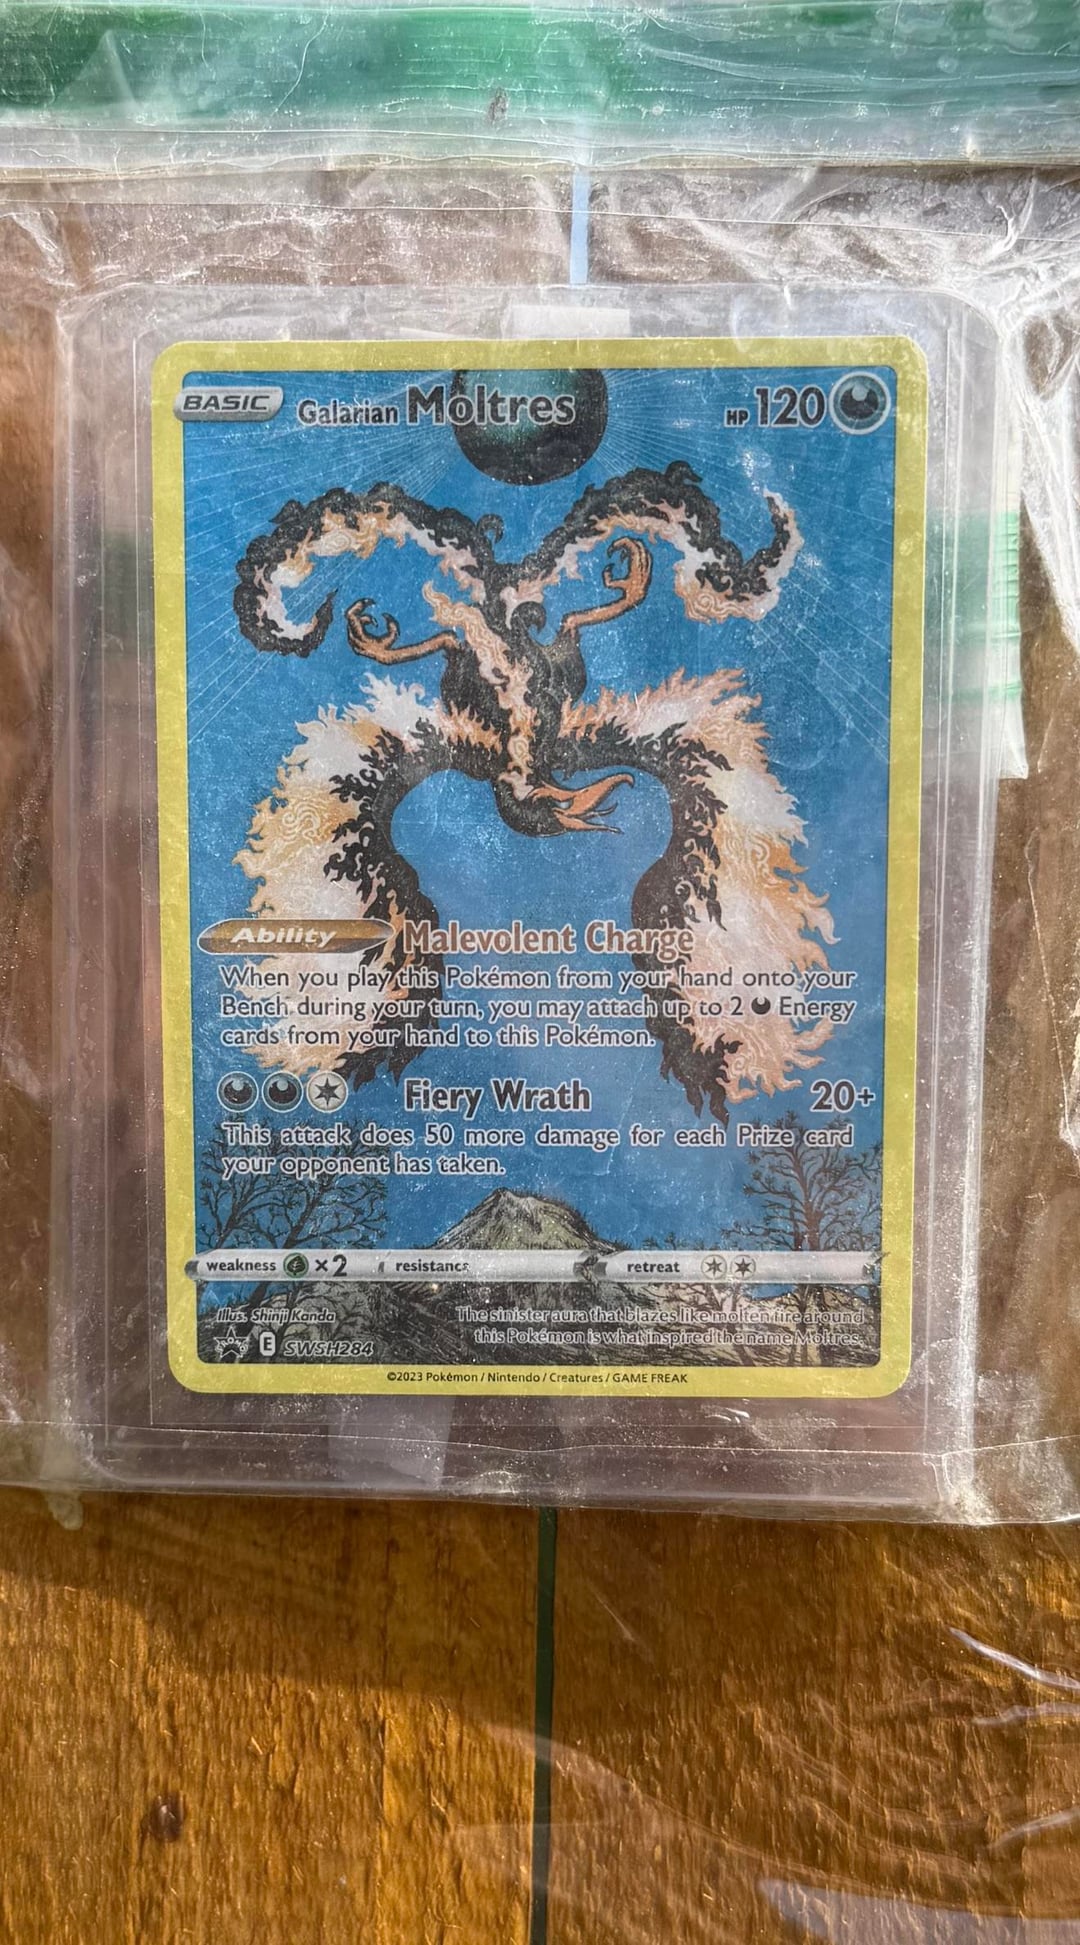 BASIC Galarian Moltres HP 120
Ability Malevolent Charge
When you play this Pokémon from your hand onto your
Bench during your turn, you may attach up to 2 Energy
cards from your hand to this Pokémon.
Fiery Wrath 20+
This attack does 50 more damage for each Prize card
your opponent has taken.
weakness ×2 resistance retreat
Illus. Shinji Kanda
The sinister aura that blazes like molten fire around
this Pokémon is what inspired the name Moltres.
E SWSH284
©2023 Pokémon / Nintendo / Creatures / GAME FREAK